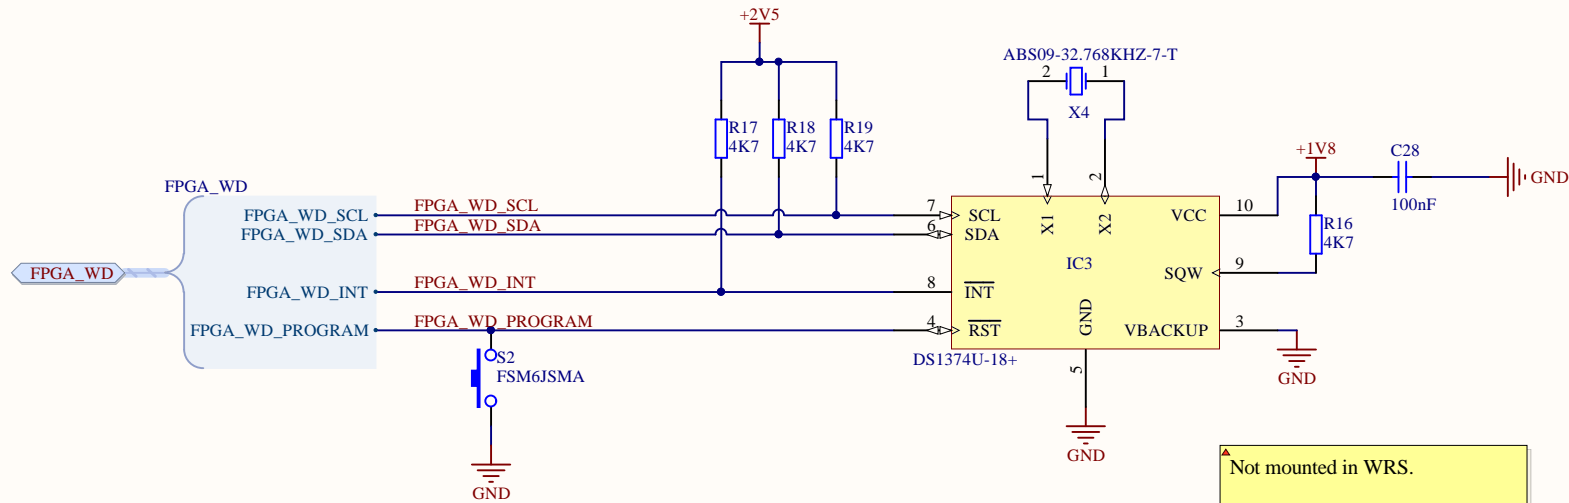 +2V5
ABS09-32.768KHZ-7-T
2
1
X4
R17
4K7
R18
4K7
R19
4K7
+1V8
C28
100nF
GND
R16
4K7
FPGA_WD
FPGA_WD
FPGA_WD_SCL
FPGA_WD_SDA
FPGA_WD_INT
FPGA_WD_PROGRAM
FPGA_WD_SCL
FPGA_WD_SDA
FPGA_WD_INT
FPGA_WD_PROGRAM
S2
FSM6JSMA
GND
1
2
7
6
8
4
SCL
SDA
INT
RST
X1
X2
IC3
GND
VCC
SQW
VBACKUP
10
9
3
5
DS1374U-18+
GND
GND
Not mounted in WRS.